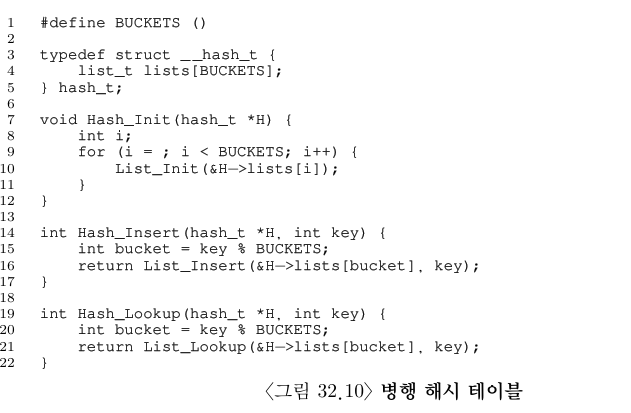 1 #define BUCKETS ()
2
3 typedef struct __hash_t {
4 list_t lists[BUCKETS];
5 } hash_t;
6
7 void Hash_Init(hash_t *H) {
8 int i;
9 for (i = ; i < BUCKETS; i++) {
10 List_Init(&H->lists[i]);
11 }
12 }
13
14 int Hash_Insert(hash_t *H, int key) {
15 int bucket = key % BUCKETS;
16 return List_Insert(&H->lists[bucket], key);
17 }
18
19 int Hash_Lookup(hash_t *H, int key) {
20 int bucket = key % BUCKETS;
21 return List_Lookup(&H->lists[bucket], key);
22 }
〈그림 32.10〉 병행 해시 테이블